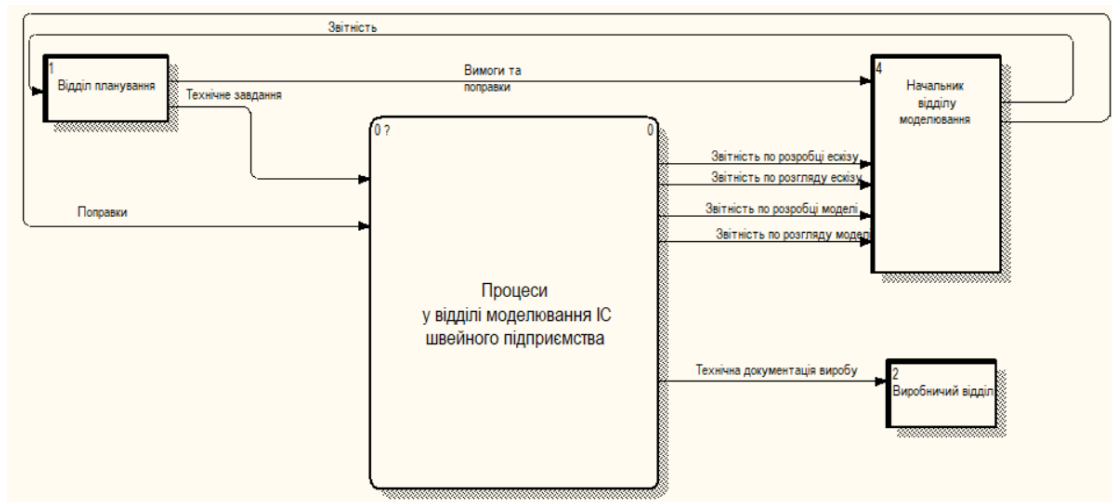 Звітність
1
Відділ планування
Технічне завдання
Вимоги та
поправки
4
Начальник
відділу
моделювання
0 ?
0
Звітність по розробці ескізу
Звітність по розгляду ескізу
Звітність по розробці моделі
Звітність по розгляду моделі
Поправки
Процеси
у відділі моделювання ІС
швейного підприємства
Технічна документація виробу
2
Виробничий відділ